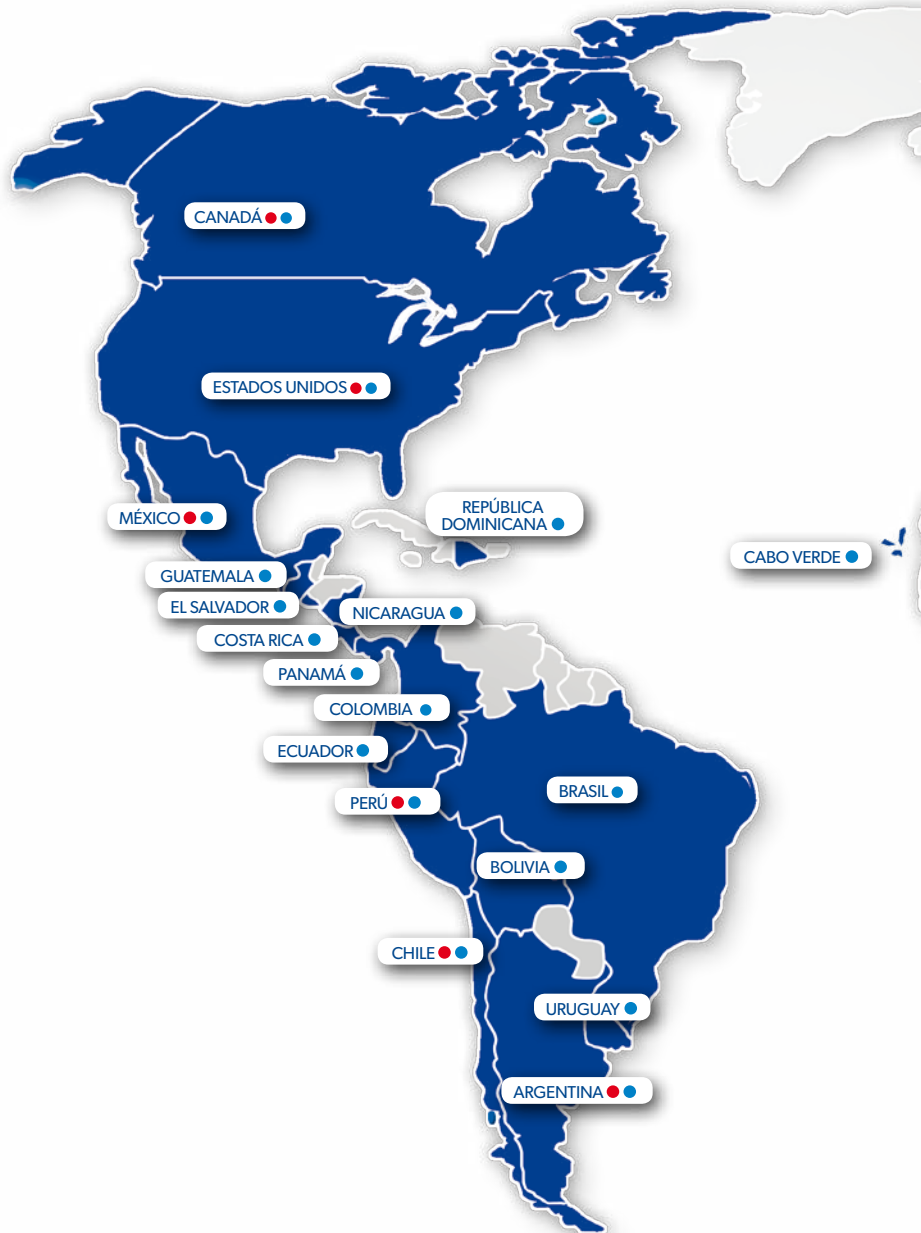 CANADÁ
ESTADOS UNIDOS
MÉXICO
REPÚBLICA
DOMINICANA
CABO VERDE
GUATEMALA
EL SALVADOR
NICARAGUA
COSTA RICA
PANAMÁ
COLOMBIA
ECUADOR
BRASIL
PERÚ
BOLIVIA
CHILE
URUGUAY
ARGENTINA